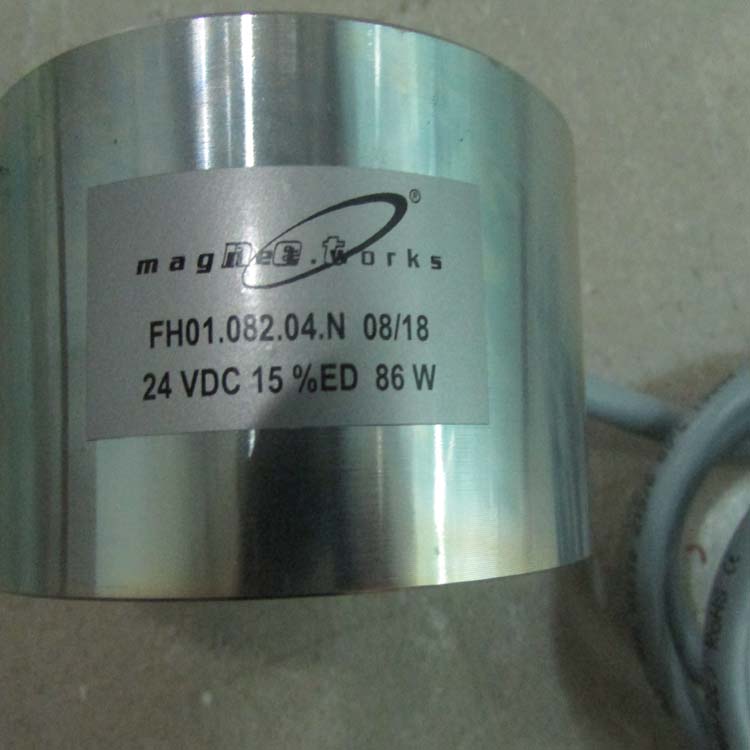 magnet.works®
FH01.082.04.N 08/18
24 VDC 15 %ED 86 W